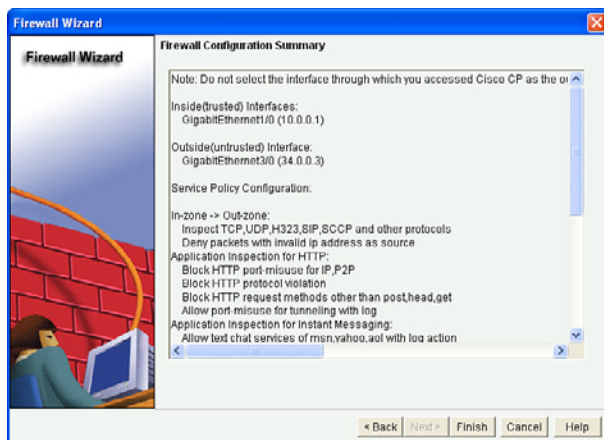 Firewall Wizard
Firewall Wizard
Firewall Configuration Summary
Note: Do not select the interface through which you accessed Cisco CP as the
Inside(trusted) Interfaces:
GigabitEthernet1/0 (10.0.0.1)
Outside(untrusted) Interface:
GigabitEthernet3/0 (34.0.0.3)
Service Policy Configuration:
In-zone -> Out-zone:
Inspect TCP,UDP,H323,SIP,SCCP and other protocols
Deny packets with invalid ip address as source
Application Inspection for HTTP:
Block HTTP port-misuse for IP,P2P
Block HTTP protocol violation
Block HTTP request methods other than post,head,get
Allow port-misuse for tunneling with log
Application Inspection for Instant Messaging:
Allow text chat services of msn,yahoo,aol with log action
< Back
Next >
Finish
Cancel
Help